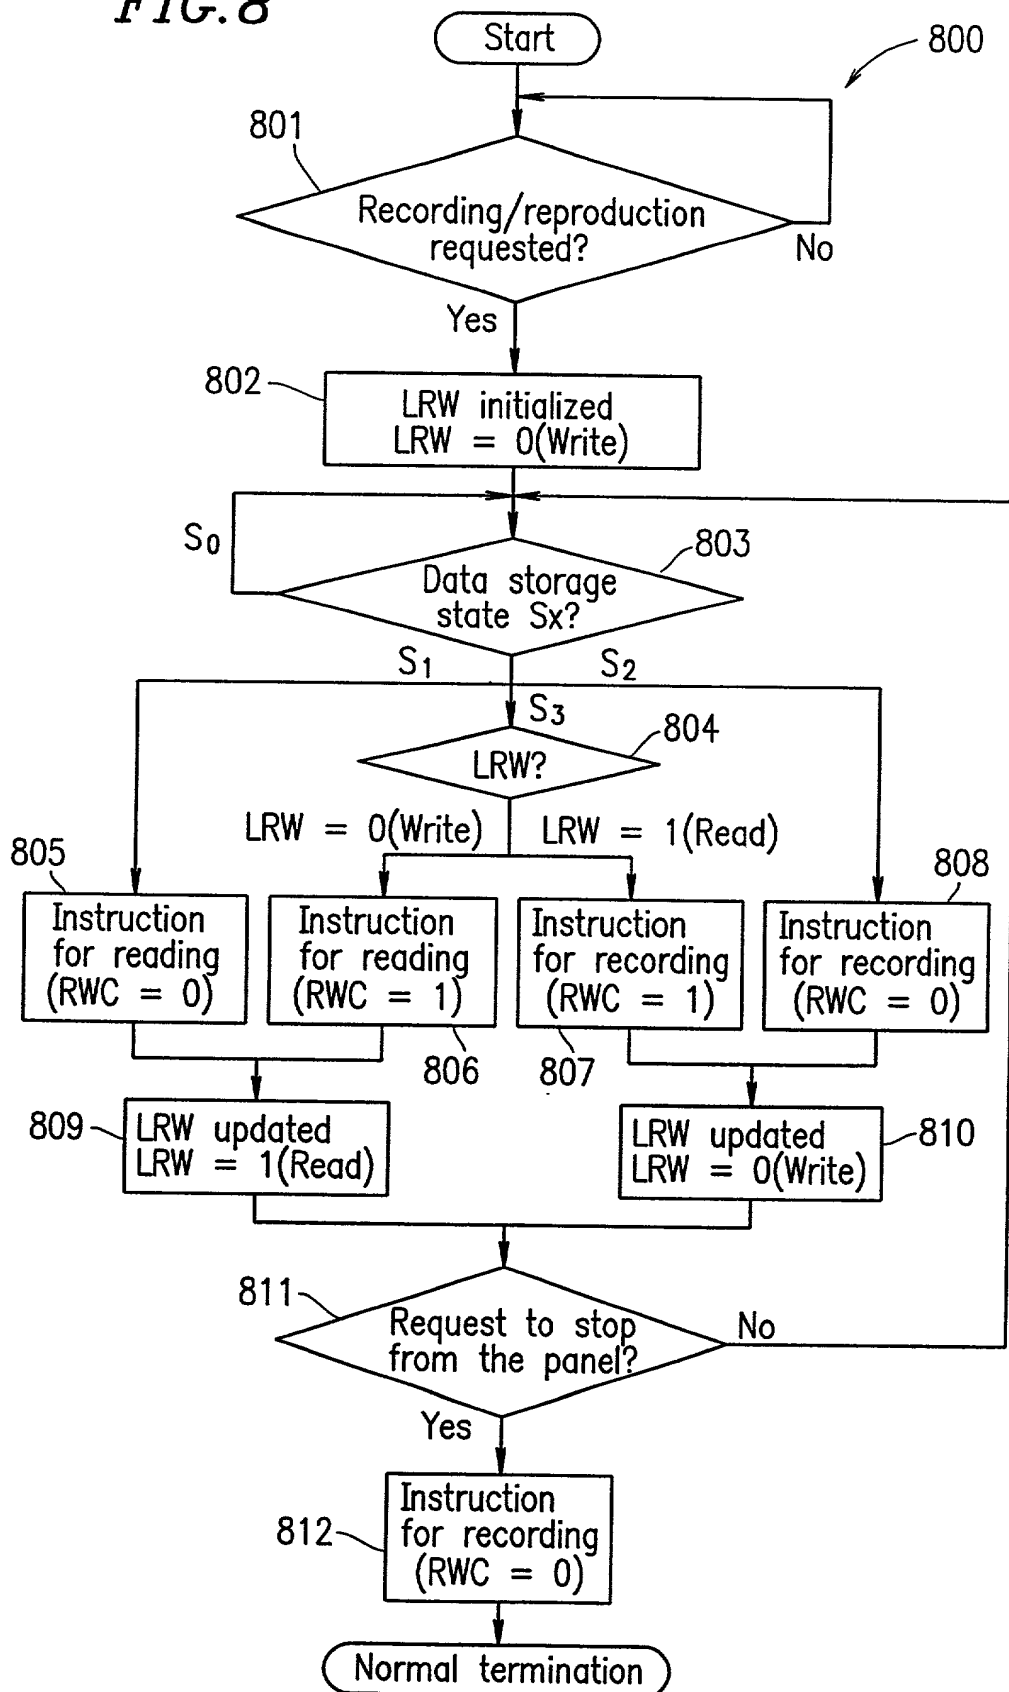 FIG. 8
Start
800
801
Recording/reproduction
requested?
No
Yes
802
LRW initialized
LRW = 0(Write)
S0
803
Data storage
state Sx?
S1
S2
S3
804
LRW?
LRW = 0(Write)
LRW = 1(Read)
805
808
Instruction
for reading
(RWC = 0)
Instruction
for reading
(RWC = 1)
Instruction
for recording
(RWC = 1)
Instruction
for recording
(RWC = 0)
806
807
809
LRW updated
LRW = 1(Read)
LRW updated
LRW = 0(Write)
810
811
Request to stop
from the panel?
No
Yes
812
Instruction
for recording
(RWC = 0)
Normal termination